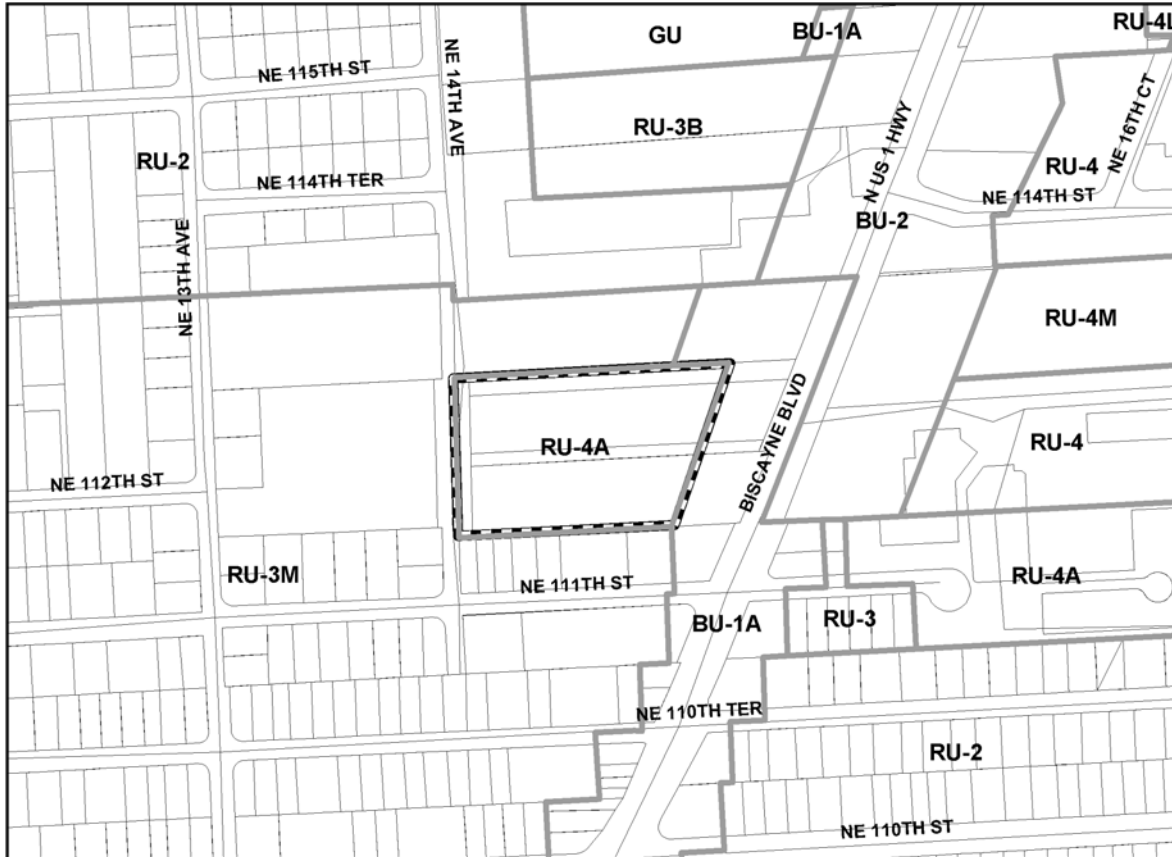 GU
BU-1A
RU-4L
NE 115TH ST
NE 14TH AVE
RU-3B
N US 1 HWY
NE 16TH CT
RU-2
RU-4
NE 114TH TER
NE 114TH ST
BU-2
NE 13TH AVE
RU-4M
RU-4A
BISCAYNE BLVD
RU-4
NE 112TH ST
RU-3M
NE 111TH ST
RU-4A
BU-1A
RU-3
NE 110TH TER
RU-2
NE 110TH ST